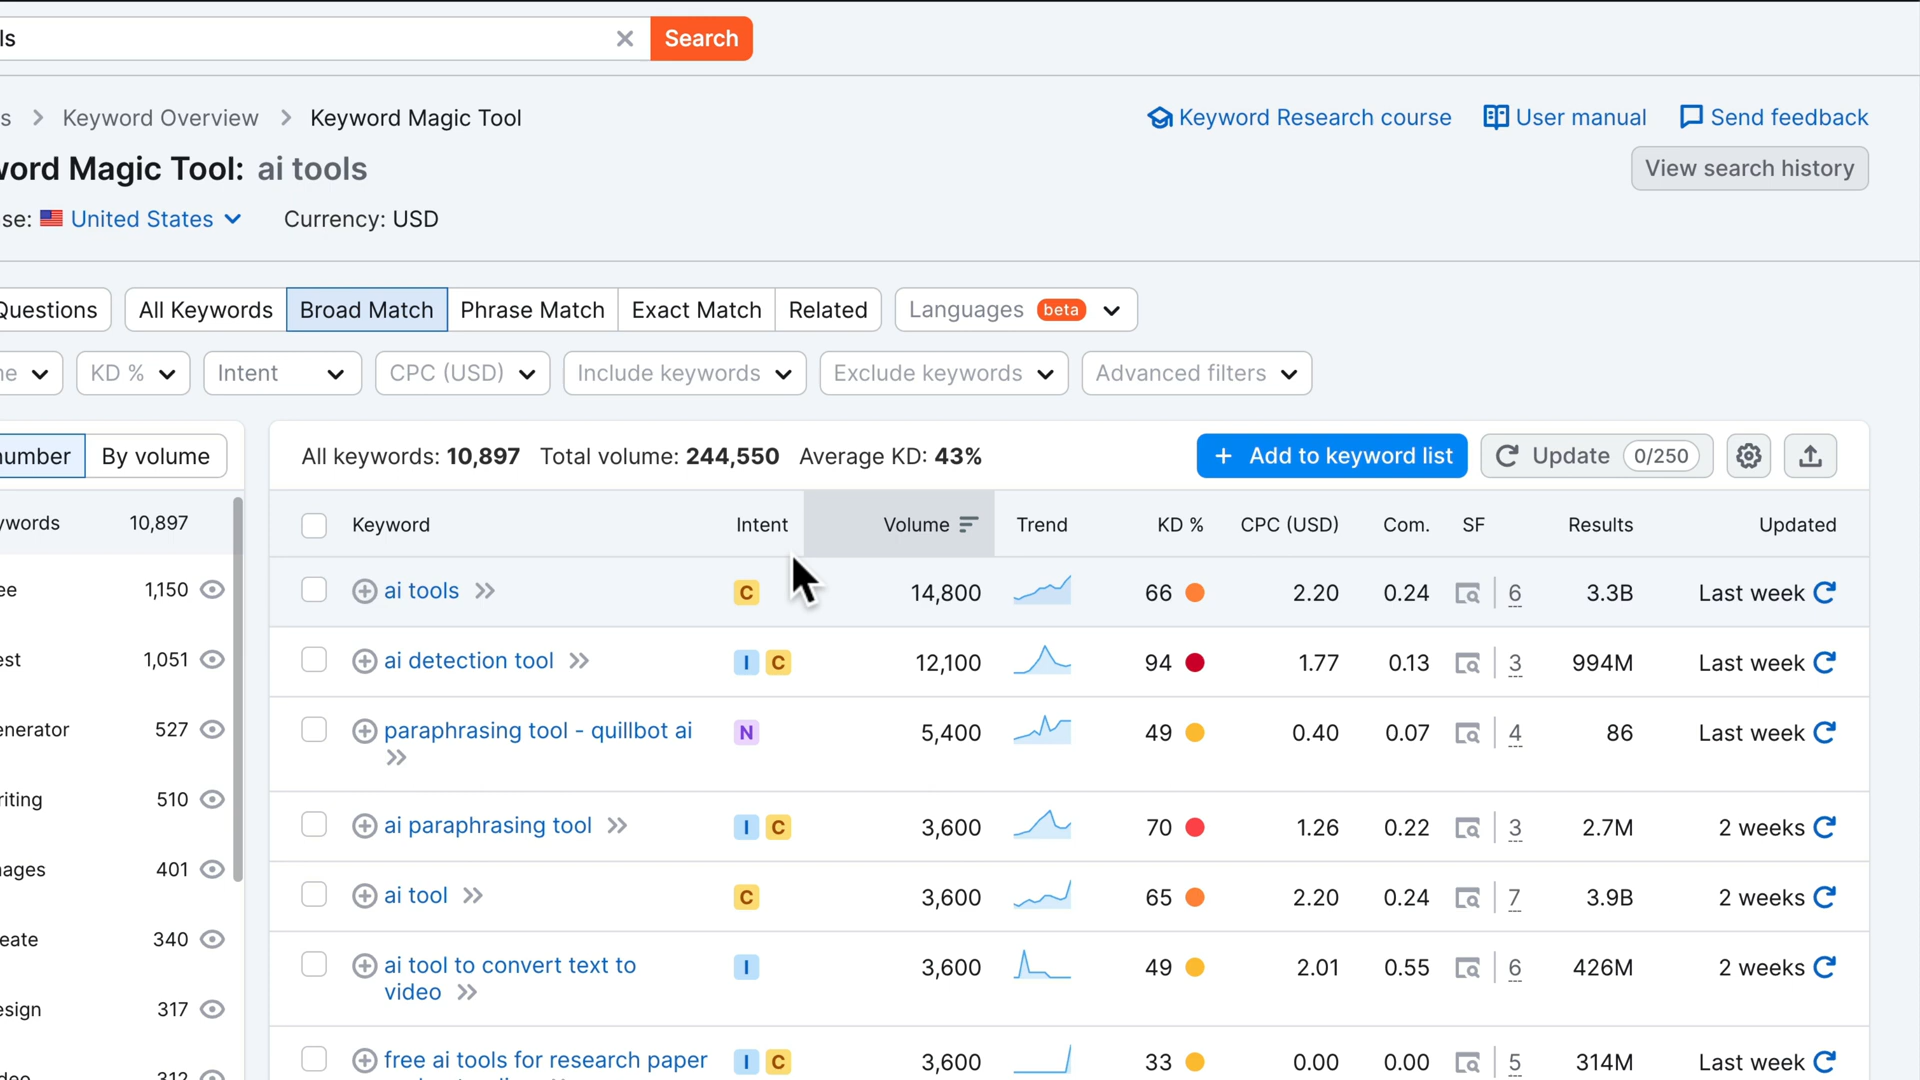 ls Search
s Keyword Overview Keyword Magic Tool Keyword Research course User manual Send feedback
word Magic Tool: ai tools View search history
se: United States Currency: USD
Questions All Keywords Broad Match Phrase Match Exact Match Related Languages beta
ne KD % Intent CPC (USD) Include keywords Exclude keywords Advanced filters
number By volume All keywords: 10,897 Total volume: 244,550 Average KD: 43% + Add to keyword list Update 0/250
ywords 10,897
ee 1,150
est 1,051
enerator 527
riting 510
nages 401
eate 340
esign 317
deo 312
Keyword Intent Volume Trend KD % CPC (USD) Com. SF Results Updated
ai tools C 14,800 66 2.20 0.24 6 3.3B Last week
ai detection tool I C 12,100 94 1.77 0.13 3 994M Last week
paraphrasing tool - quillbot ai N 5,400 49 0.40 0.07 4 86 Last week
ai paraphrasing tool I C 3,600 70 1.26 0.22 3 2.7M 2 weeks
ai tool C 3,600 65 2.20 0.24 7 3.9B 2 weeks
ai tool to convert text to I 3,600 49 2.01 0.55 6 426M 2 weeks
video
free ai tools for research paper I C 3,600 33 0.00 0.00 5 314M Last week